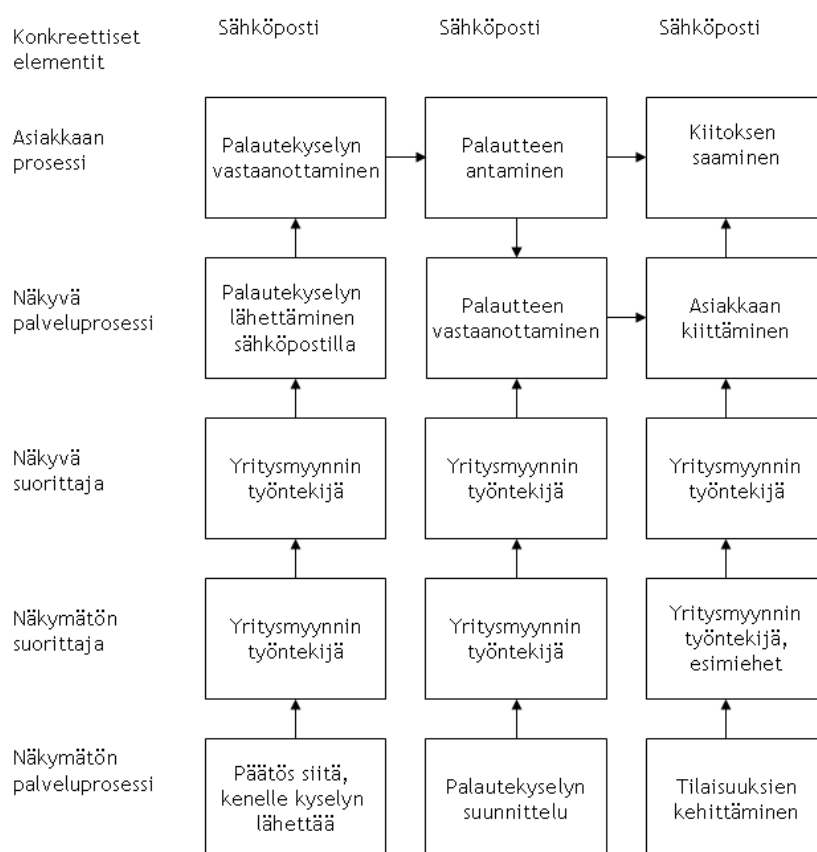 Konkreettiset
elementit
Sähköposti
Sähköposti
Sähköposti
Asiakkaan
prosessi
Palautekyselyn
vastaanottaminen
Palautteen
antaminen
Kiitoksen
saaminen
Näkyvä
palveluprosessi
Palautekyselyn
lähettäminen
sähköpostilla
Palautteen
vastaanottaminen
Asiakkaan
kiittäminen
Näkyvä
suorittaja
Yritysmyynnin
työntekijä
Yritysmyynnin
työntekijä
Yritysmyynnin
työntekijä
Näkymätön
suorittaja
Yritysmyynnin
työntekijä
Yritysmyynnin
työntekijä
Yritysmyynnin
työntekijä,
esimiehet
Näkymätön
palveluprosessi
Päätös siitä,
kenelle kyselyn
lähettää
Palautekyselyn
suunnittelu
Tilaisuuksien
kehittäminen